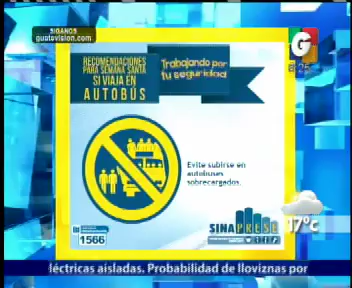 SIGANOS
guatevision.com
RECOMENDACIONES
PARA SEMANA SANTA
SI VIAJA EN
AUTOBÚS
Trabajando por
tu seguridad
G
Evite subirse en
autobuses
sobrecargados.
1566
SINAPRESE
17°C
léctricas aisladas. Probabilidad de lloviznas por